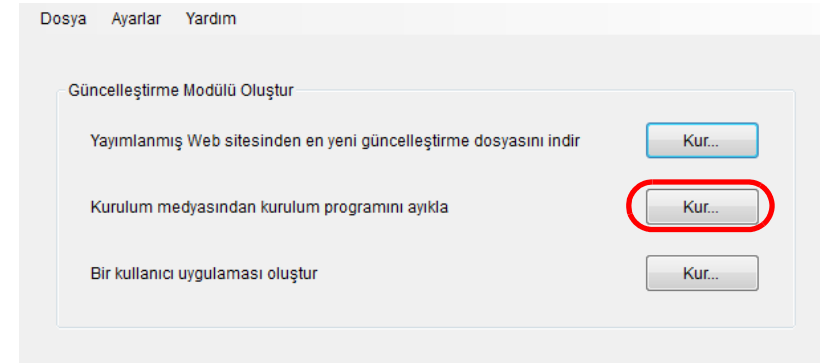 Dosya Ayarlar Yardım
Güncelleştirme Modülü Oluştur
Yayımlanmış Web sitesinden en yeni güncelleştirme dosyasını indir Kur...
Kurulum medyasından kurulum programını ayıkla Kur...
Bir kullanıcı uygulaması oluştur Kur...